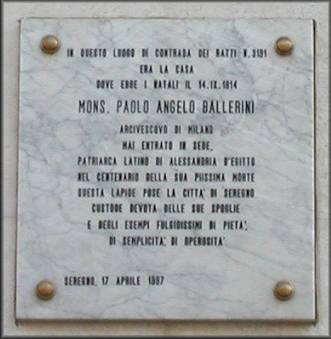 IN QUESTO LUOGO DI CONTRADA DEI RATTI N. 3131
ERA LA CASA
DOVE EBBE I NATALI IL 14.IX.1814
MONS. PAOLO ANGELO BALLERINI
ARCIVESCOVO DI MILANO
MAI ENTRATO IN SEDE,
PATRIARCA LATINO DI ALESSANDRIA D'EGITTO
NEL CENTENARIO DELLA SUA PIISSIMA MORTE
QUESTA LAPIDE POSE LA CITTA' DI SEREGNO
CUSTODE DEVOTA DELLE SUE SPOGLIE
E DEGLI ESEMPI FULGIDISSIMI DI PIETA',
DI SEMPLICITA', DI OPEROSITA'
SEREGNO, 17 APRILE 1997